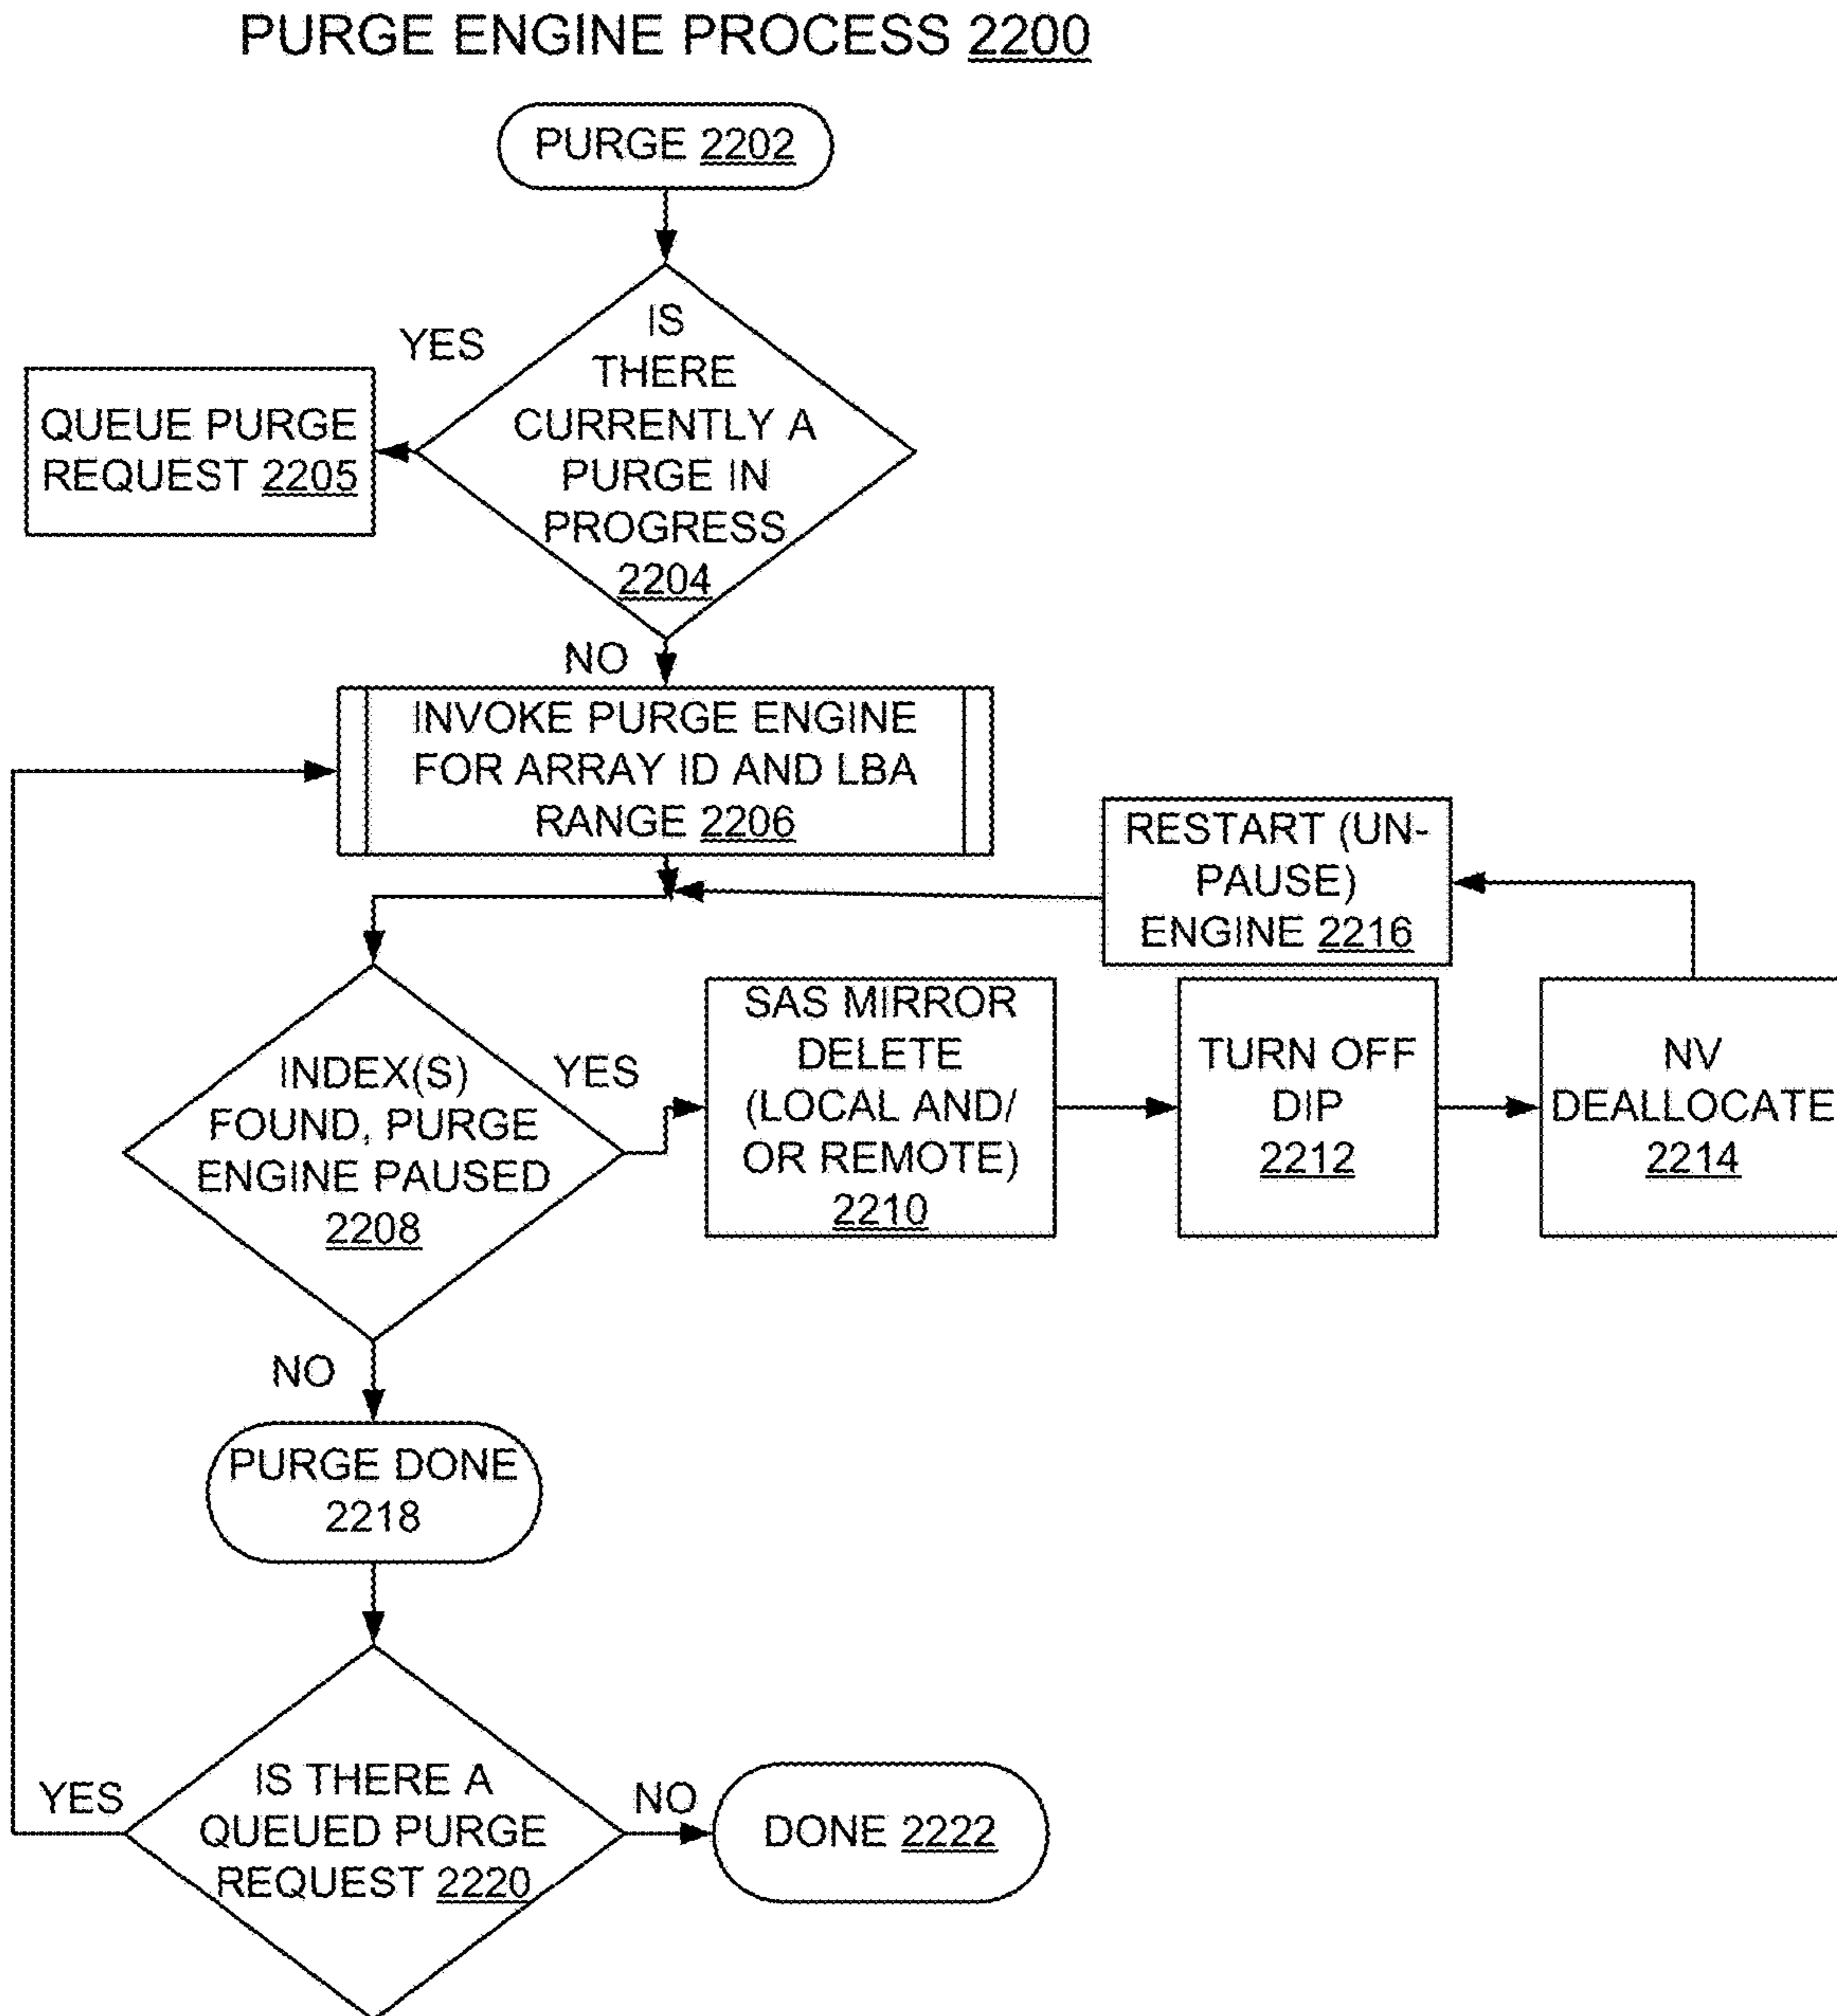 PURGE ENGINE PROCESS 2200
PURGE 2202
IS
THERE
CURRENTLY A
PURGE IN
PROGRESS
2204
YES
QUEUE PURGE
REQUEST 2205
NO
INVOKE PURGE ENGINE
FOR ARRAY ID AND LBA
RANGE 2206
RESTART (UN-
PAUSE)
ENGINE 2216
INDEX(S)
FOUND, PURGE
ENGINE PAUSED
2208
YES
SAS MIRROR
DELETE
(LOCAL AND/
OR REMOTE)
2210
TURN OFF
DIP
2212
NV
DEALLOCATE
2214
NO
PURGE DONE
2218
IS THERE A
QUEUED PURGE
REQUEST 2220
YES
NO
DONE 2222